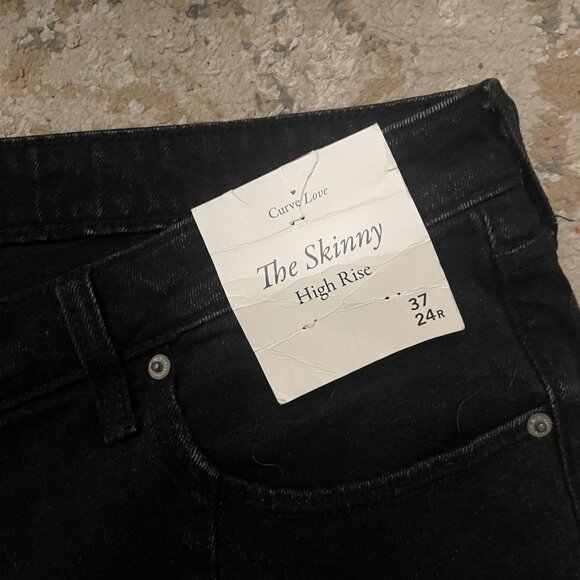 Curve Love
The Skinny
High Rise
37
24R